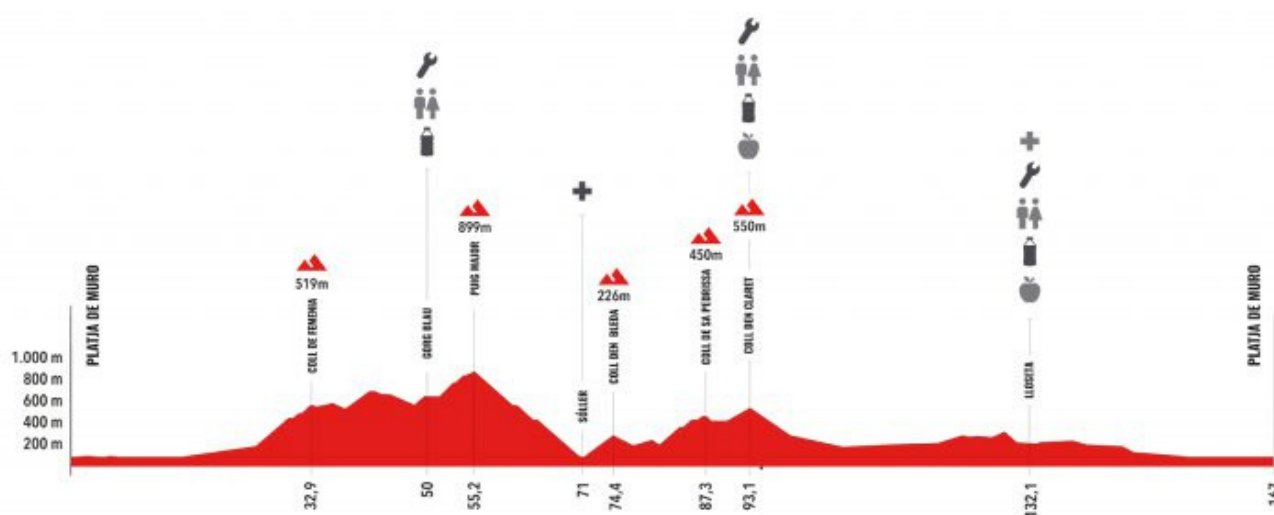 PLATJA DE MURO
1.000 m
800 m
600 m
400 m
200 m
519m
COLL DE FEMENIA
GORG BLAU
899m
PUIG MAJOR
SÓLLER
226m
COLL DEN BLEDA
450m
COLL DE SA PEDRISSA
550m
COLL DEN CLARET
LLOSETA
PLATJA DE MURO
32,9
50
55,2
71
74,4
87,3
93,1
132,1